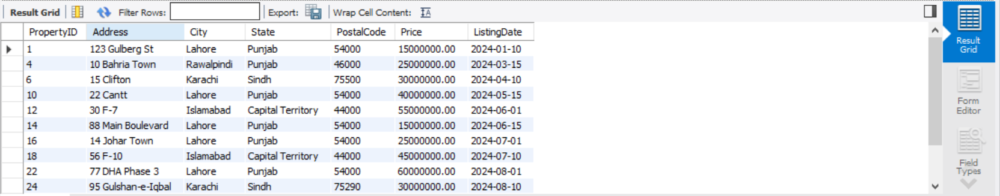 Result Grid Filter Rows: Export: Wrap Cell Content:
PropertyID Address City State PostalCode Price ListingDate
1 123 Gulberg St Lahore Punjab 54000 15000000.00 2024-01-10
4 10 Bahria Town Rawalpindi Punjab 46000 25000000.00 2024-03-15
6 15 Clifton Karachi Sindh 75500 30000000.00 2024-04-10
10 22 Cantt Lahore Punjab 54000 40000000.00 2024-05-15
12 30 F-7 Islamabad Capital Territory 44000 55000000.00 2024-06-01
14 88 Main Boulevard Lahore Punjab 54000 15000000.00 2024-06-15
16 14 Johar Town Lahore Punjab 54000 25000000.00 2024-07-01
18 56 F-10 Islamabad Capital Territory 44000 45000000.00 2024-07-10
22 77 DHA Phase 3 Lahore Punjab 54000 60000000.00 2024-08-01
24 95 Gulshan-e-Iqbal Karachi Sindh 75290 30000000.00 2024-08-10
Result
Grid
Form
Editor
Field
Types